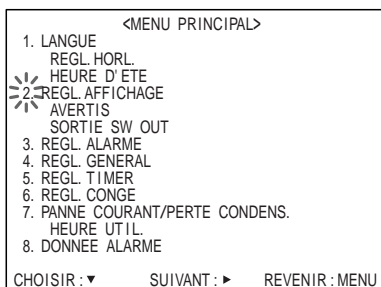 <MENU PRINCIPAL>
1. LANGUE
REGL. HORL.
HEURE D'ETE
2. REGL. AFFICHAGE
AVERTIS
SORTIE SW OUT
3. REGL. ALARME
4. REGL. GENERAL
5. REGL. TIMER
6. REGL. CONGE
7. PANNE COURANT/PERTE CONDENS.
HEURE UTIL.
8. DONNEE ALARME
CHOISIR : ▼ SUIVANT : ► REVENIR : MENU